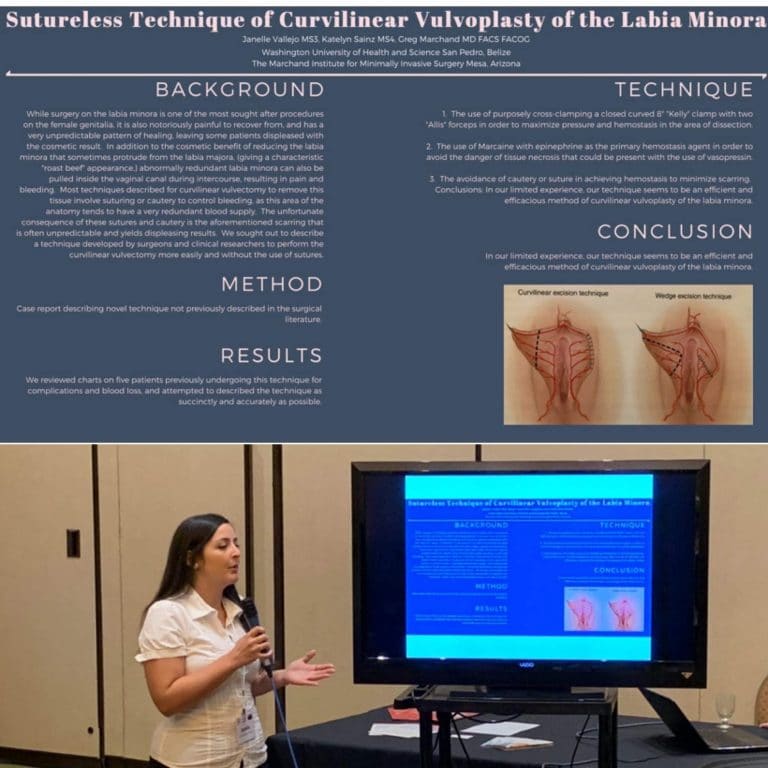 Sutureless Technique of Curvilinear Vulvoplasty of the Labia Minora
Janelle Vallejo MS3, Katelyn Sainz MS4, Greg Marchand MD FACS FACOG
Washington University of Health and Science San Pedro, Belize
The Marchand Institute for Minimally Invasive Surgery Mesa, Arizona
BACKGROUND
While surgery on the labia minora is one of the most sought after procedures
on the female genitalia, it is also notoriously painful to recover from, and has a
very unpredictable pattern of healing, leaving some patients displeased with
the cosmetic result. In addition to the cosmetic benefit of reducing the labia
minora that sometimes protrude from the labia majora, (giving a characteristic
"roast beef" appearance,) abnormally redundant labia minora can also be
pulled inside the vaginal canal during intercourse, resulting in pain and
bleeding. Most techniques described for curvilinear vulvectomy to remove this
tissue involve suturing or cautery to control bleeding, as this area of the
anatomy tends to have a very redundant blood supply. The unfortunate
consequence of these sutures and cautery is the aforementioned scarring that
is often unpredictable and yields displeasing results. We sought out to describe
a technique developed by surgeons and clinical researchers to perform the
curvilinear vulvectomy more easily and without the use of sutures.
METHOD
Case report describing novel technique not previously described in the surgical
literature.
RESULTS
We reviewed charts on five patients previously undergoing this technique for
complications and blood loss, and attempted to described the technique as
succinctly and accurately as possible.
TECHNIQUE
1. The use of purposely cross-clamping a closed curved 8" "Kelly" clamp with two
"Allis" forceps in order to maximize pressure and hemostasis in the area of dissection.
2. The use of Marcaine with epinephrine as the primary hemostasis agent in order to
avoid the danger of tissue necrosis that could be present with the use of vasopressin.
3. The avoidance of cautery or suture in achieving hemostasis to minimize scarring.
Conclusions: In our limited experience, our technique seems to be an efficient and
efficacious method of curvilinear vulvoplasty of the labia minora.
CONCLUSION
In our limited experience, our technique seems to be an efficient and
efficacious method of curvilinear vulvoplasty of the labia minora.
Curvilinear excision technique
Wedge excision technique
Sutureless Technique of Curvilinear Vulvoplasty of the Labia Minora
BACKGROUND
METHOD
RESULTS
TECHNIQUE
CONCLUSION
VIZIO